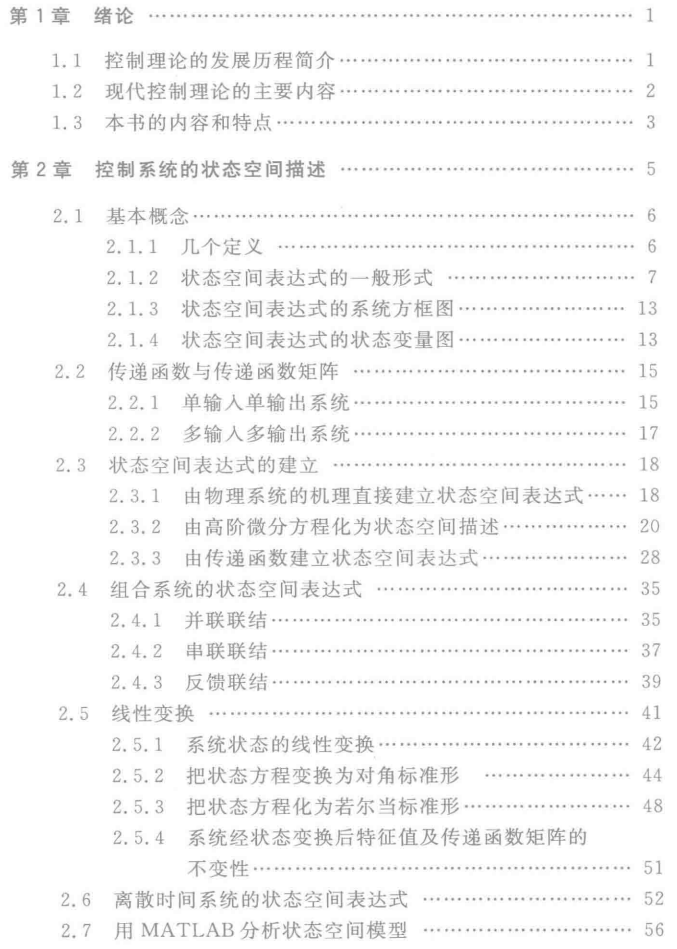 第1章 绪论 …… 1
1.1 控制理论的发展历程简介 …… 1
1.2 现代控制理论的主要内容 …… 2
1.3 本书的内容和特点 …… 3
第2章 控制系统的状态空间描述 …… 5
2.1 基本概念 …… 6
2.1.1 几个定义 …… 6
2.1.2 状态空间表达式的一般形式 …… 7
2.1.3 状态空间表达式的系统方框图 …… 13
2.1.4 状态空间表达式的状态变量图 …… 13
2.2 传递函数与传递函数矩阵 …… 15
2.2.1 单输入单输出系统 …… 15
2.2.2 多输入多输出系统 …… 17
2.3 状态空间表达式的建立 …… 18
2.3.1 由物理系统的机理直接建立状态空间表达式 …… 18
2.3.2 由高阶微分方程化为状态空间描述 …… 20
2.3.3 由传递函数建立状态空间表达式 …… 28
2.4 组合系统的状态空间表达式 …… 35
2.4.1 并联联结 …… 35
2.4.2 串联联结 …… 37
2.4.3 反馈联结 …… 39
2.5 线性变换 …… 41
2.5.1 系统状态的线性变换 …… 42
2.5.2 把状态方程变换为对角标准形 …… 44
2.5.3 把状态方程化为若尔当标准形 …… 48
2.5.4 系统经状态变换后特征值及传递函数矩阵的
不变性 …… 51
2.6 离散时间系统的状态空间表达式 …… 52
2.7 用 MATLAB 分析状态空间模型 …… 56